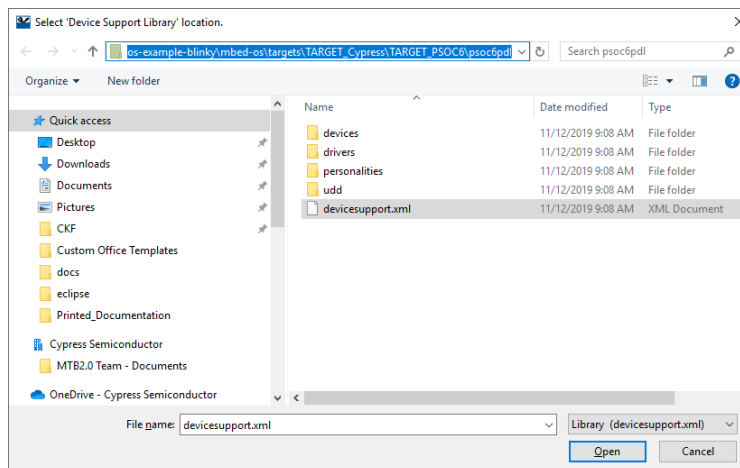 Select 'Device Support Library' location.
os-example-blinky\mbed-os\targets\TARGET_Cypress\TARGET_PSOC6\psoc6pdl
Search psoc6pdl
Organize
New folder
?
Name Date modified Type
Quick access
Desktop
Downloads
Documents
Pictures
CKF
Custom Office Templates
docs
eclipse
Printed_Documentation
Cypress Semiconductor
MTB2.0 Team - Documents
OneDrive - Cypress Semiconductor
devices 11/12/2019 9:08 AM File folder
drivers 11/12/2019 9:08 AM File folder
personalities 11/12/2019 9:08 AM File folder
udd 11/12/2019 9:08 AM File folder
devicesupport.xml 11/12/2019 9:08 AM XML Document
File name: devicesupport.xml
Library (devicesupport.xml)
Open
Cancel